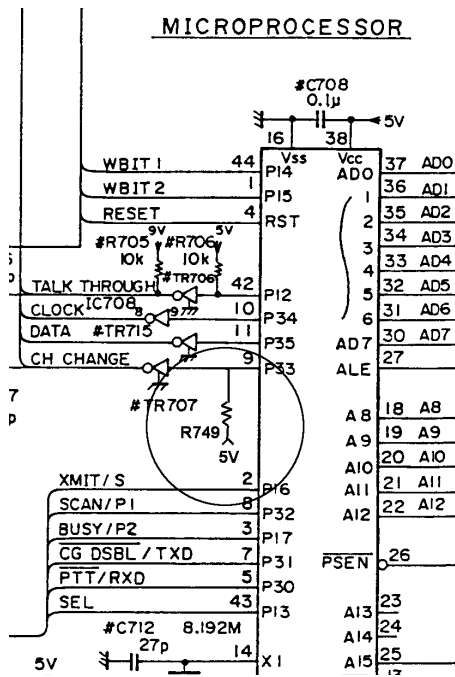 MICROPROCESSOR
#C708
0.1μ
5V
16 38
Vss Vcc
WBIT 1 44 P14 AD0 37 AD0
WBIT 2 1 P15 1 36 AD1
RESET 4 RST 2 35 AD2
9V 5V
3 34 AD3
#R705 #R706
10k 10k
4 33 AD4
#TR706
TALK THROUGH 42 P12 5 32 AD5
CLOCK IC708 8 9 10 P34 6 31 AD6
DATA #TR715 11 P35 AD7 30 AD7
CH CHANGE 9 P33 ALE 27
#TR707
R749
5V
7
A8 18 A8
A9 19 A9
A10 20 A10
XMIT/S 2 P16 A11 21 A11
SCAN/P1 8 P32 A12 22 A12
BUSY/P2 3 P17
CG DSBL/TXD 7 P31 PSEN 26
PTT/RXD 5 P30
SEL 43 P13 A13 23
#C712 8.192M
27p
A14 24
5V 14 X1 A15 25